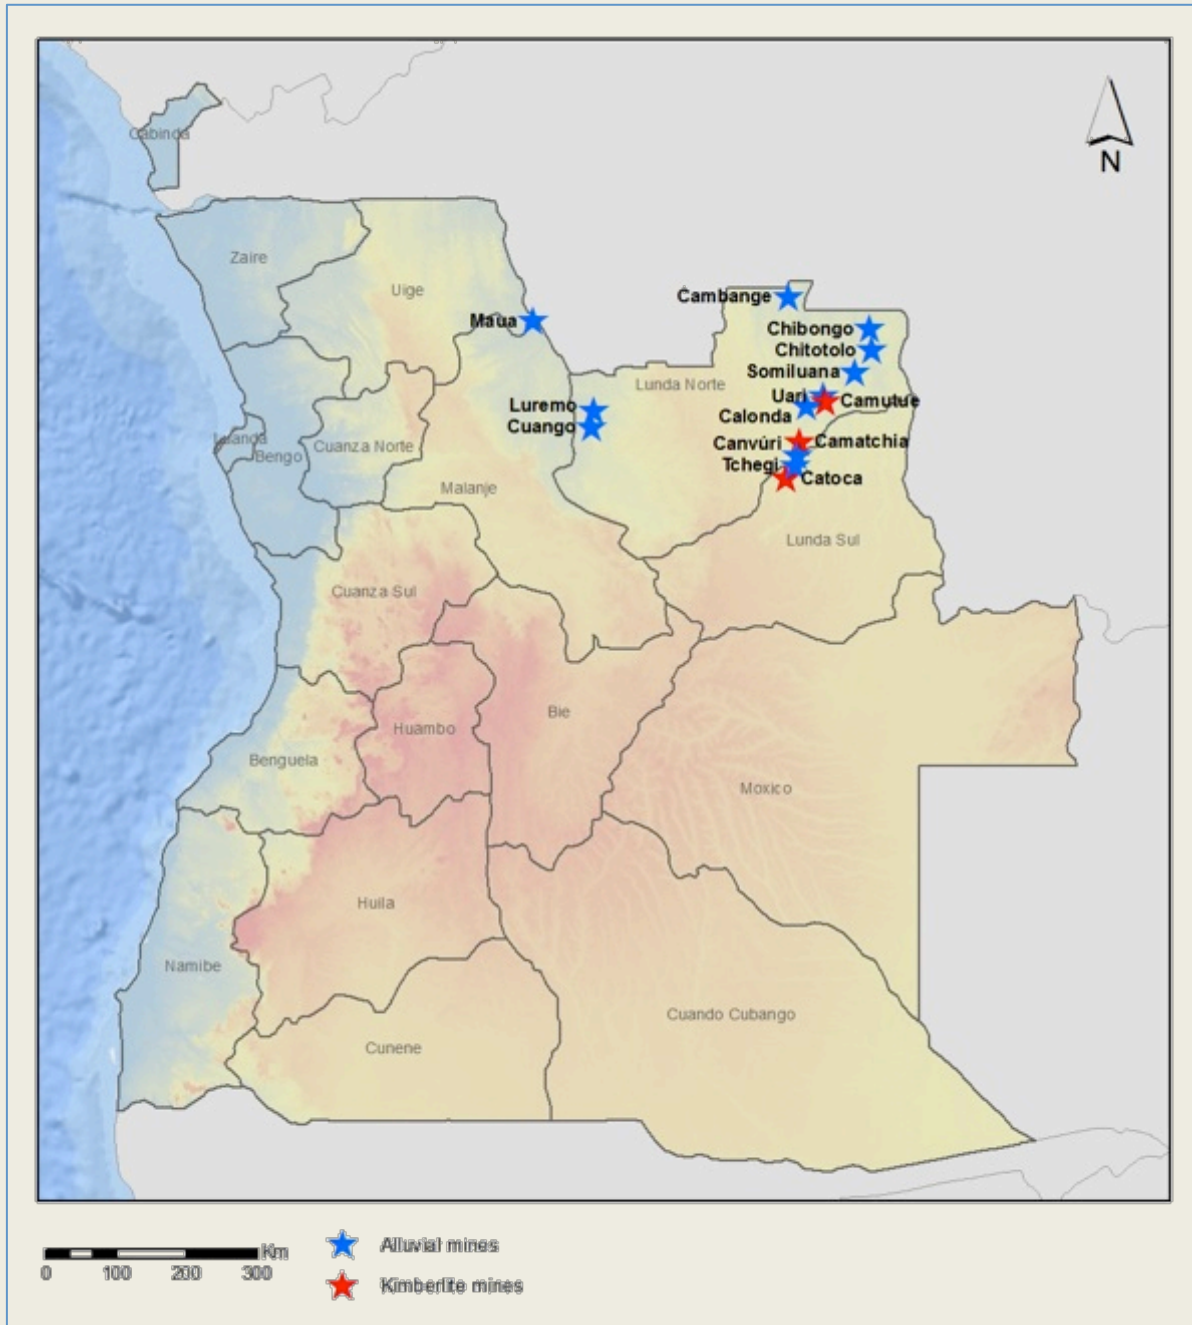 N
Cabinda
Zaire
Uige
Maua
Cambange
Chibongo
Chitotolo
Somiluana
Lunda Norte
Uari
Camutue
Luremo
Calonda
Cuango
Luanda
Bengo
Cuanza Norte
Canvúri
Camatchia
Tchegi
Catoca
Malanje
Lunda Sul
Cuanza Sul
Bie
Huambo
Benguela
Moxico
Huila
Namibe
Cuando Cubango
Cunene
Km
0 100 200 300
Alluvial mines
Kimberlite mines